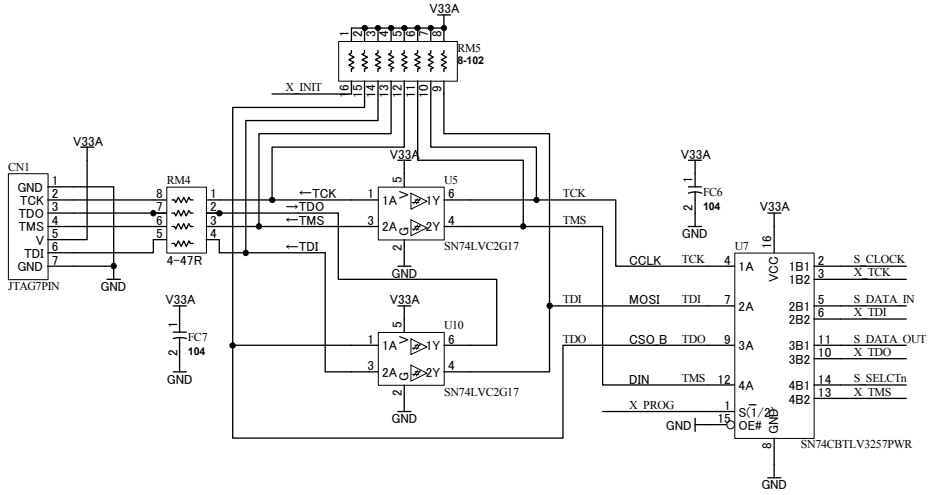 V33A
1 2 3 4 5 6 7 8
RM5
8-102
X_INIT
16 15 14 13 12 11 10 9
V33A
CN1
GND 1
TCK 2
TDO 3
TMS 4
V 5
TDI 6
GND 7
JTAG7PIN
GND
RM4
8 1
7 2
6 3
5 4
4-47R
←TCK
→TDO
←TMS
←TDI
V33A
U5
5
1 1A V 1Y 6
3 2A G 2Y 4
2
SN74LVC2G17
GND
TCK
TMS
V33A
1
FC6
104
2
GND
V33A
1
FC7
104
2
GND
V33A
U10
5
1 1A V 1Y 6
3 2A G 2Y 4
2
SN74LVC2G17
GND
V33A
U7
16
VCC
CCLK TCK 4 1A
TDI MOSI TDI 7 2A
TDO CSO B TDO 9 3A
DIN TMS 12 4A
X_PROG 1 S(1/2)
GND 15 OE#
1B1 2 S_CLOCK
1B2 3 X_TCK
2B1 5 S_DATA_IN
2B2 6 X_TDI
3B1 11 S_DATA_OUT
3B2 10 X_TDO
4B1 14 S_SELCTn
4B2 13 X_TMS
GND
8
SN74CBTLV3257PWR
GND